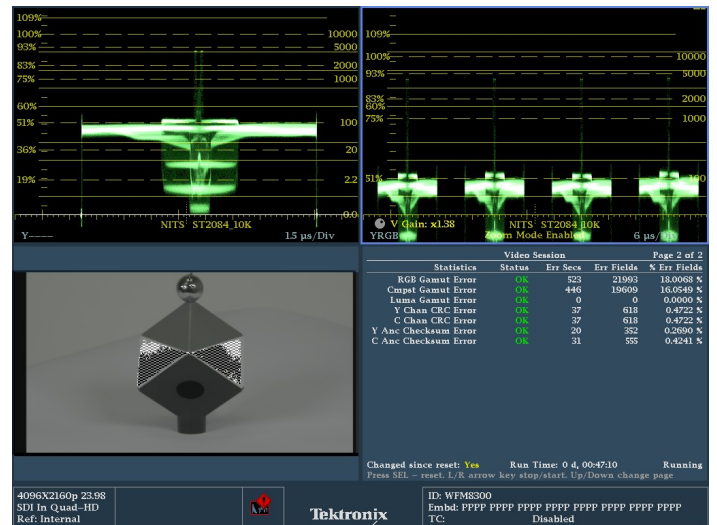 109%
100%
93%
83%
75%
60%
51%
36%
19%
10000
5000
2000
1000
100
20
2.2
0.0
NITS ST2084_10K
Y----
1.5 µs/Div
109%
100%
93%
83%
60%
75%
51%
10000
5000
2000
1000
100
V Gain: x1.38
NITS ST2084_10K
YRGB
Zoom Mode Enabled
6 µs/Div
Video Session Page 2 of 2
Statistics Status Err Secs Err Fields % Err Fields
RGB Gamut Error OK 523 21993 18.0068 %
Cmpst Gamut Error OK 446 19609 16.0549 %
Luma Gamut Error OK 0 0 0.0000 %
Y Chan CRC Error OK 37 618 0.4722 %
C Chan CRC Error OK 37 618 0.4722 %
Y Anc Checksum Error OK 20 352 0.2690 %
C Anc Checksum Error OK 31 555 0.4241 %
Changed since reset: Yes Run Time: 0 d, 00:47:10 Running
Press SEL - reset. L/R arrow key stop/start. Up/Down change page
4096X2160p 23.98
SDI In Quad-HD
Ref: Internal
Tektronix
ID: WFM8300
Embd: PPPP PPPP PPPP PPPP PPPP PPPP PPPP PPPP
TC: Disabled